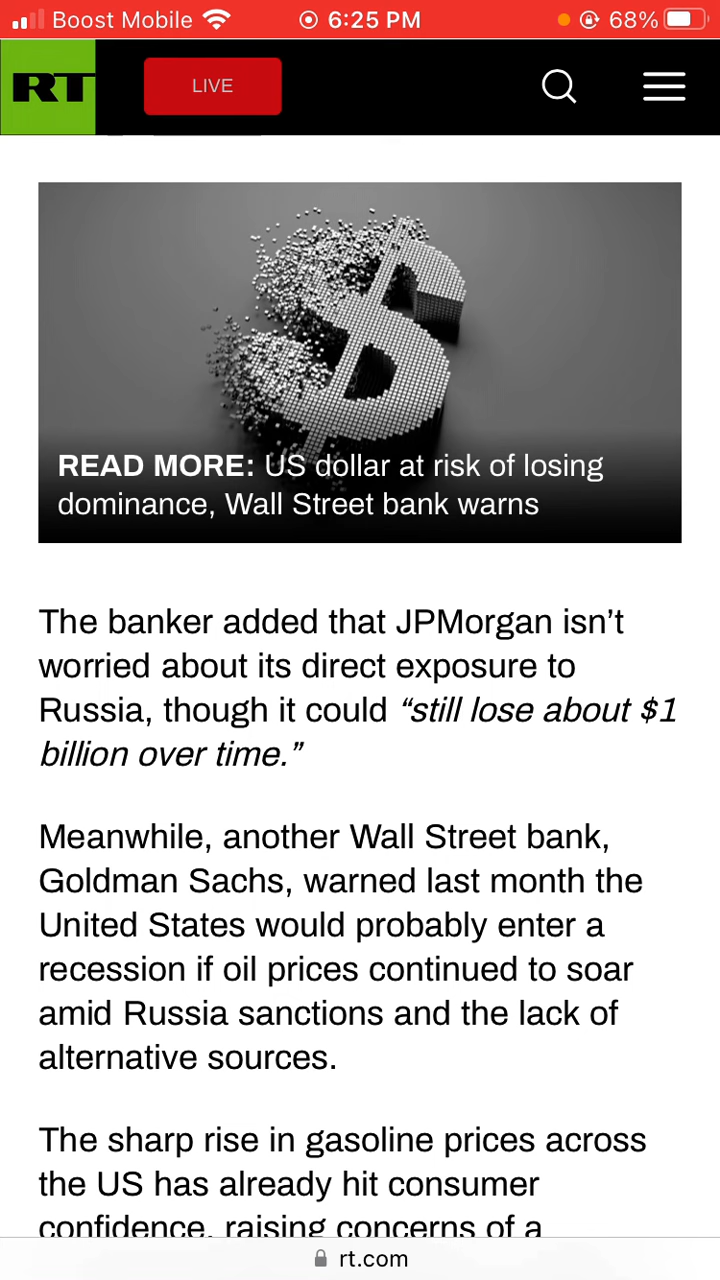 Boost Mobile 6:25 PM 68%
RT LIVE
READ MORE: US dollar at risk of losing
dominance, Wall Street bank warns
The banker added that JPMorgan isn’t
worried about its direct exposure to
Russia, though it could “still lose about $1
billion over time.”
Meanwhile, another Wall Street bank,
Goldman Sachs, warned last month the
United States would probably enter a
recession if oil prices continued to soar
amid Russia sanctions and the lack of
alternative sources.
The sharp rise in gasoline prices across
the US has already hit consumer
confidence, raising concerns of a
rt.com